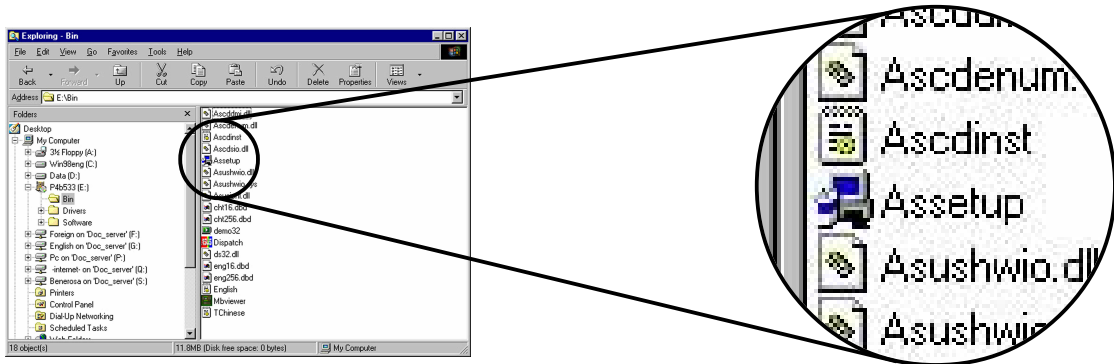 Exploring - Bin
File Edit View Go Favorites Tools Help
Back Forward Up Cut Copy Paste Undo Delete Properties Views
Address E:\Bin
Folders
Desktop
My Computer
3½ Floppy (A:)
Win98eng (C:)
Data (D:)
P4b533 (E:)
Bin
Drivers
Software
Foreign on 'Doc_server' (F:)
English on 'Doc_server' (G:)
Pc on 'Doc_server' (P:)
-internet- on 'Doc_server' (Q:)
Benerosa on 'Doc_server' (S:)
Printers
Control Panel
Dial-Up Networking
Scheduled Tasks
Ascdenum.dll
Ascdinst
Ascdsio.dll
Assetup
Asushwio.dll
Asushwio.sys
cht16.dbd
cht256.dbd
demo32
Dispatch
ds32.dll
eng16.dbd
eng256.dbd
English
Mbviewer
TChinese
18 object(s) 11.8MB (Disk free space: 0 bytes) My Computer
Ascdenum.
Ascdinst
Assetup
Asushwio.dll
Asushwio